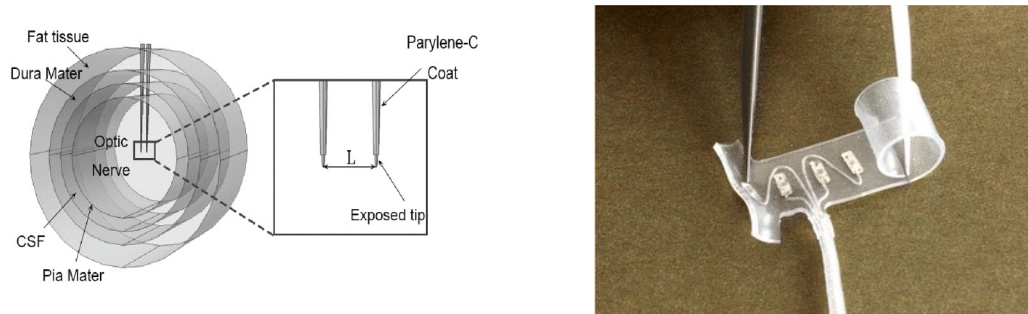 Fat tissue
Dura Mater
Optic
Nerve
CSF
Pia Mater
Parylene-C
Coat
L
Exposed tip